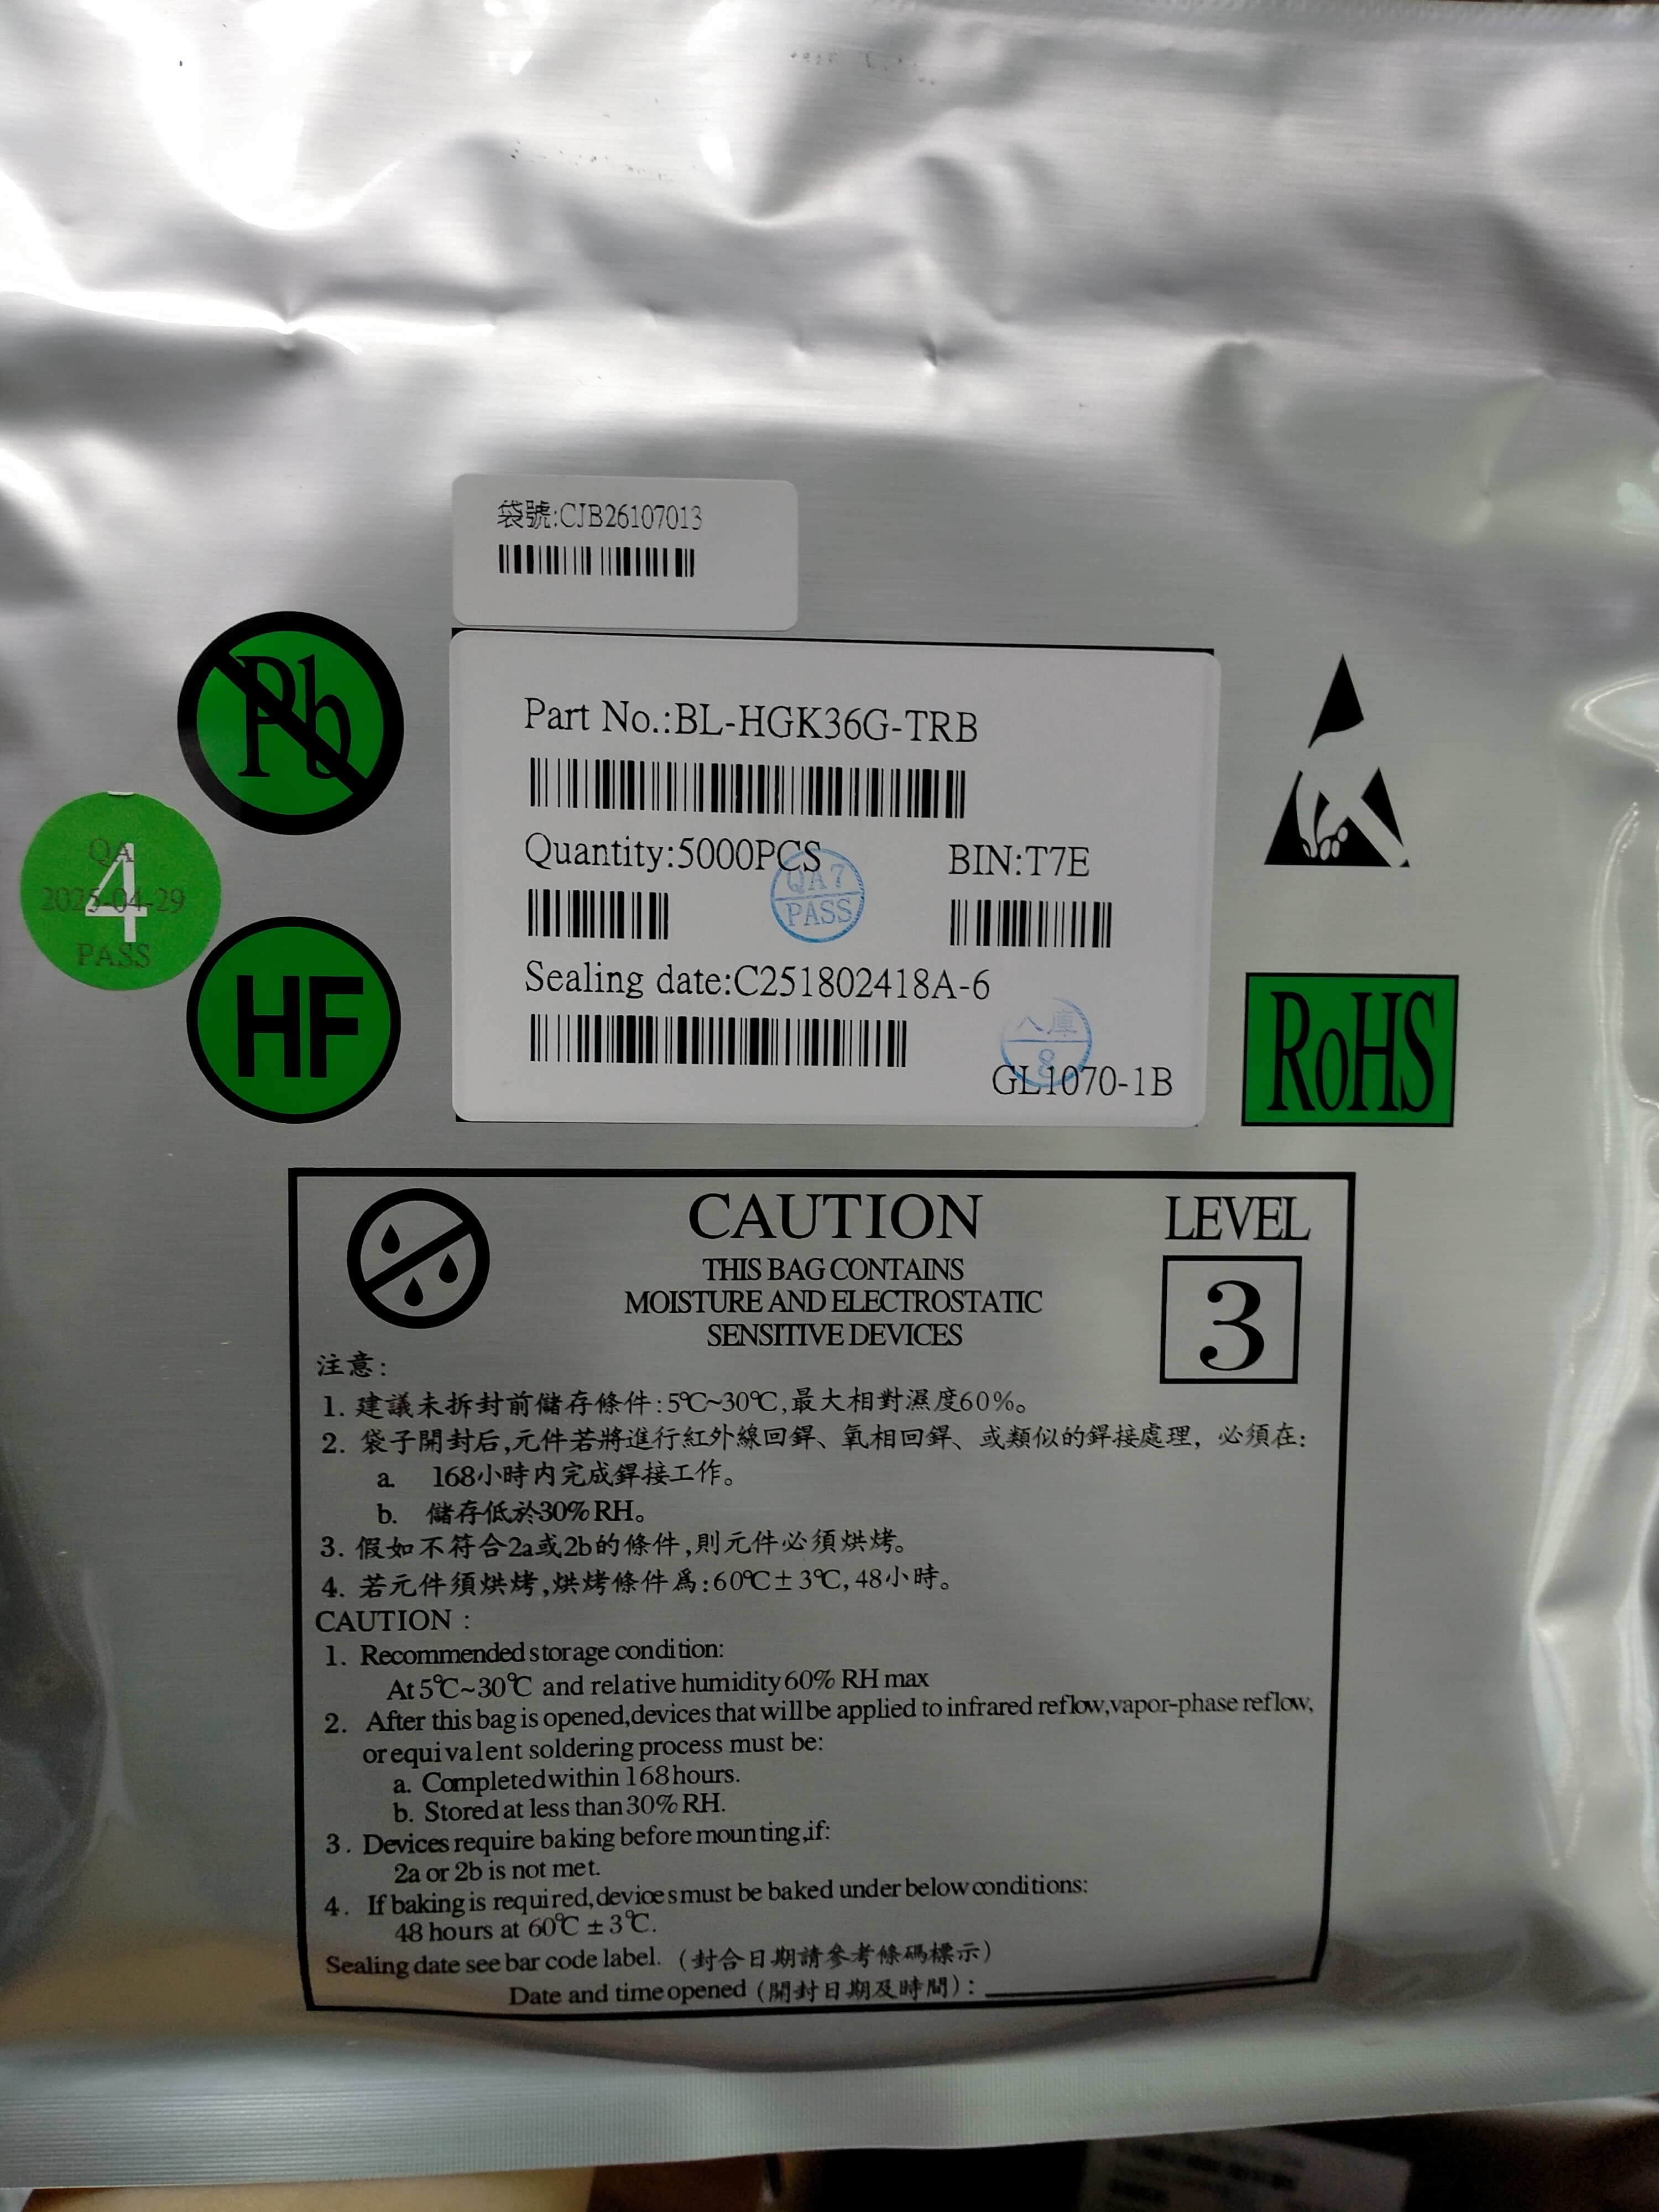 袋號:CJB26107013
Pb
Part No.:BL-HGK36G-TRB
Quantity:5000PCS
BIN:T7E
QA7
PASS
QA
4
2025-04-29
PASS
Sealing date:C251802418A-6
入庫
8
GL1070-1B
HF
RoHS
CAUTION
LEVEL
3
THIS BAG CONTAINS
MOISTURE AND ELECTROSTATIC
SENSITIVE DEVICES
注意:
1. 建議未拆封前儲存條件:5℃~30℃,最大相對濕度60%。
2. 袋子開封后,元件若將進行紅外線回銲、氧相回銲、或類似的銲接處理, 必須在:
a. 168小時內完成銲接工作。
b. 儲存低於30% RH。
3. 假如不符合2a或2b的條件,則元件必須烘烤。
4. 若元件須烘烤,烘烤條件爲:60℃±3℃,48小時。
CAUTION :
1. Recommended storage condition:
At 5℃~30℃ and relative humidity 60% RH max
2. After this bag is opened,devices that will be applied to infrared reflow,vapor-phase reflow,
or equivalent soldering process must be:
a. Completed within 168 hours.
b. Stored at less than 30% RH.
3. Devices require baking before mounting,if:
2a or 2b is not met.
4. If baking is required,devices must be baked under below conditions:
48 hours at 60℃ ±3℃.
Sealing date see bar code label. (封合日期請參考條碼標示)
Date and time opened (開封日期及時間):